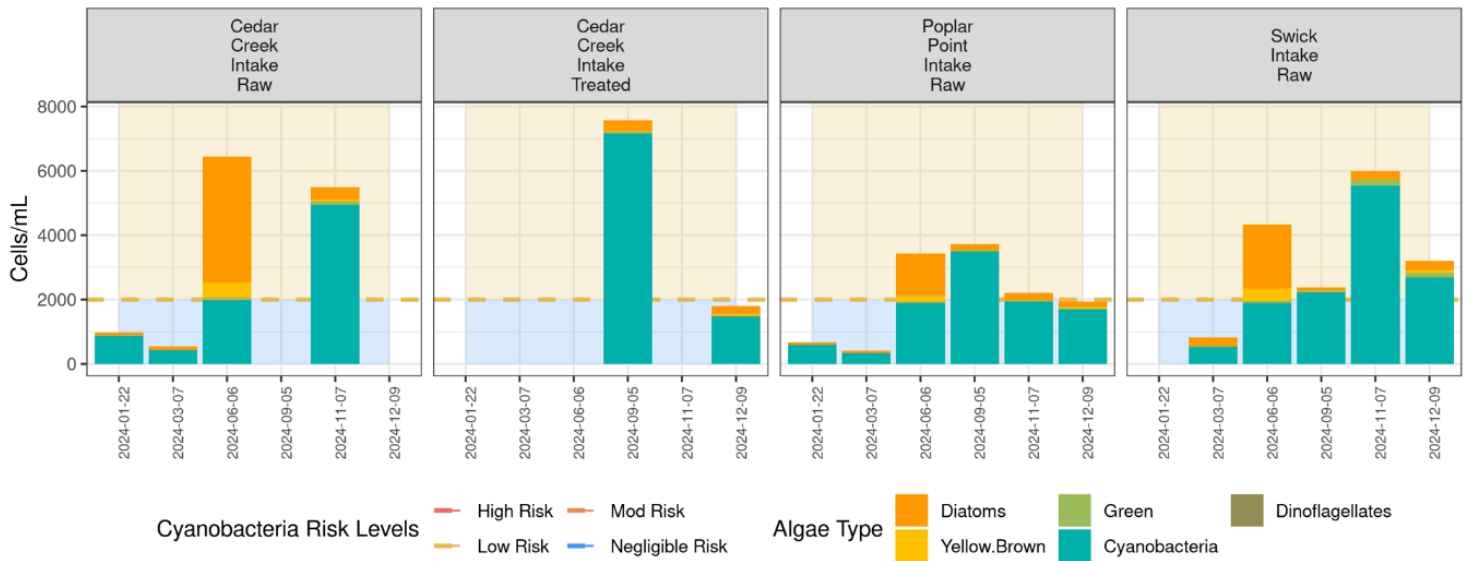 Cedar
Creek
Intake
Raw
Cedar
Creek
Intake
Treated
Poplar
Point
Intake
Raw
Swick
Intake
Raw
Cells/mL
8000
6000
4000
2000
0
2024-01-22
2024-03-07
2024-06-06
2024-09-05
2024-11-07
2024-12-09
2024-01-22
2024-03-07
2024-06-06
2024-09-05
2024-11-07
2024-12-09
2024-01-22
2024-03-07
2024-06-06
2024-09-05
2024-11-07
2024-12-09
2024-01-22
2024-03-07
2024-06-06
2024-09-05
2024-11-07
2024-12-09
Cyanobacteria Risk Levels
High Risk
Mod Risk
Low Risk
Negligible Risk
Algae Type
Diatoms
Green
Dinoflagellates
Yellow.Brown
Cyanobacteria